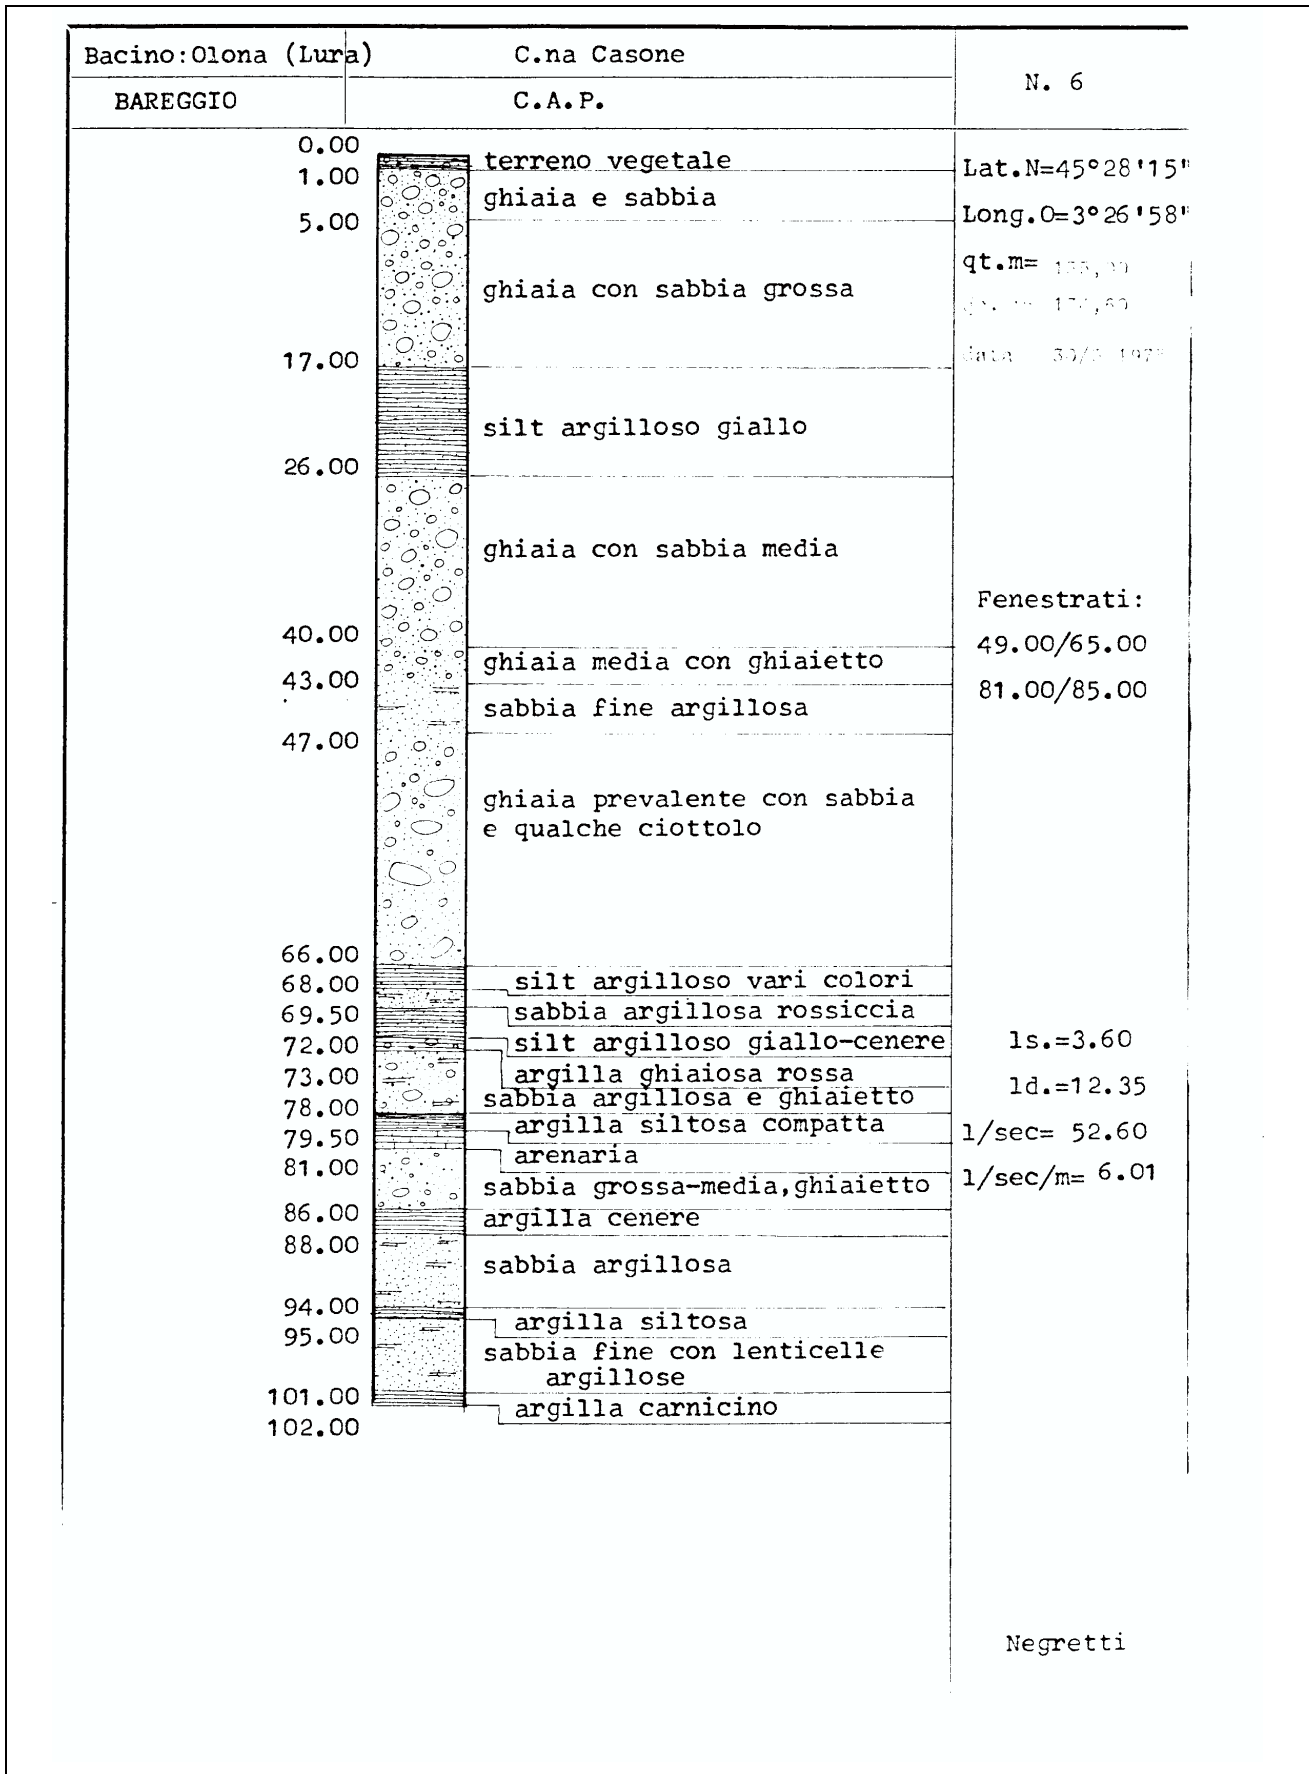 Bacino:Olona (Lura)
C.na Casone
N. 6
BAREGGIO
C.A.P.
0.00
terreno vegetale
Lat.N=45°28'15"
1.00
ghiaia e sabbia
Long.O=3°26'58"
5.00
qt.m=
ghiaia con sabbia grossa
data
17.00
silt argilloso giallo
26.00
ghiaia con sabbia media
Fenestrati:
40.00
49.00/65.00
ghiaia media con ghiaietto
43.00
81.00/85.00
sabbia fine argillosa
47.00
ghiaia prevalente con sabbia
e qualche ciottolo
66.00
silt argilloso vari colori
68.00
sabbia argillosa rossiccia
69.50
silt argilloso giallo-cenere
ls.=3.60
72.00
argilla ghiaiosa rossa
73.00
ld.=12.35
sabbia argillosa e ghiaietto
78.00
argilla siltosa compatta
l/sec= 52.60
79.50
arenaria
81.00
l/sec/m= 6.01
sabbia grossa-media,ghiaietto
86.00
argilla cenere
88.00
sabbia argillosa
94.00
argilla siltosa
95.00
sabbia fine con lenticelle
argillose
101.00
argilla carnicino
102.00
Negretti